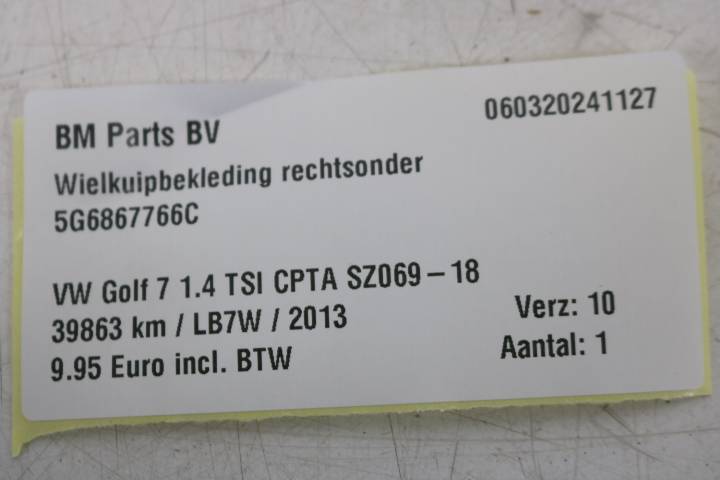 BM Parts BV
060320241127
Wielkuipbekleding rechtsonder
5G6867766C
VW Golf 7 1.4 TSI CPTA SZ069 – 18
39863 km / LB7W / 2013
Verz: 10
9.95 Euro incl. BTW
Aantal: 1